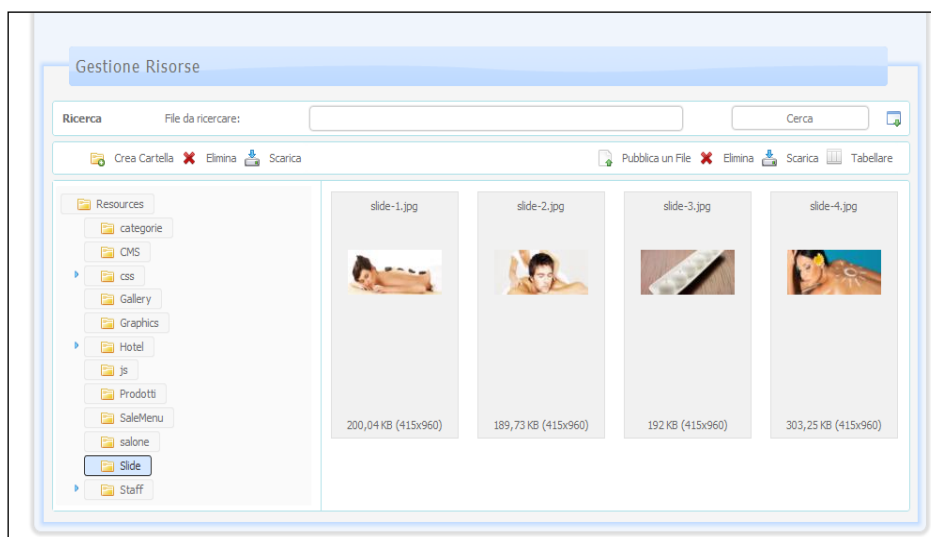 Gestione Risorse
Ricerca File da ricercare: Cerca
Crea Cartella Elimina Scarica Pubblica un File Elimina Scarica Tabellare
Resources
categorie
CMS
css
Gallery
Graphics
Hotel
js
Prodotti
SaleMenu
salone
Slide
Staff
slide-1.jpg slide-2.jpg slide-3.jpg slide-4.jpg
200,04 KB (415x960) 189,73 KB (415x960) 192 KB (415x960) 303,25 KB (415x960)